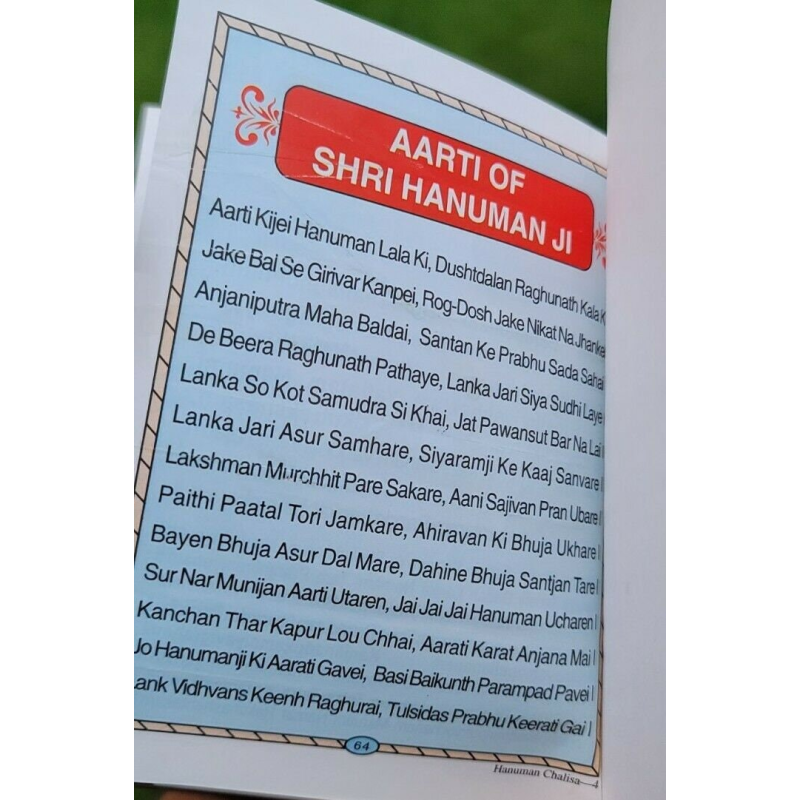 AARTI OF
SHRI HANUMAN JI
Aarti Kijei Hanuman Lala Ki, Dushtdalan Raghunath Kala
Jake Bal Se Girivar Kanpei, Rog-Dosh Jake Nikat Na
Anjaniputra Maha Baldai, Santan Ke Prabhu Sada
De Beera Raghunath Pathaye, Lanka Jari Siya Sudhi Laye
Lanka So Kot Samudra Si Khai, Jat Pawansut Bar Na Lai |
Lanka Jari Asur Samhare, Siyaramji Ke Kaaj Sanvare |
Lakshman Murchhit Pare Sakare, Aani Sajivan Pran Ubare |
Paithi Paatal Tori Jamkare, Ahiravan Ki Bhuja Ukhare |
Bayen Bhuja Asur Dal Mare, Dahine Bhuja Santjan Tare |
Sur Nar Munijan Aarti Utaren, Jai Jai Jai Hanuman Ucharen |
Kanchan Thar Kapur Lou Chhai, Aarati Karat Anjana Mai |
Jo Hanumanji Ki Aarati Gavei, Basi Baikunth Parampad Pavei |
Vidhvans Keenh Raghurai, Tulsidas Prabhu Keerati Gai |
64
Hanuman Chalisa—4